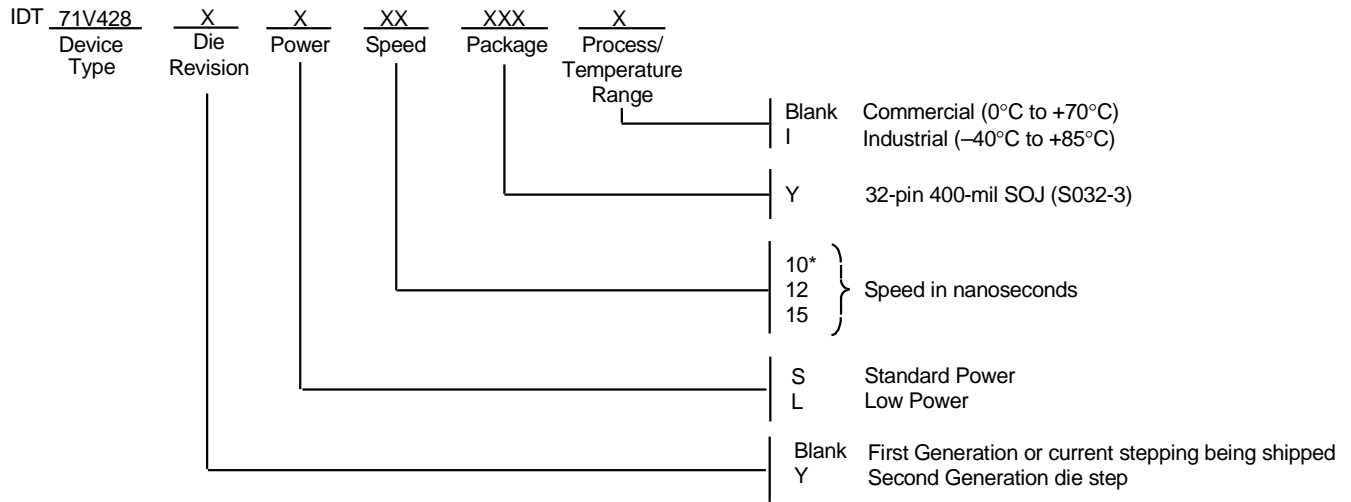 IDT 71V428 X X XX XXX X
Device Type
Die Revision
Power
Speed
Package
Process/ Temperature Range
Blank Commercial (0°C to +70°C)
I Industrial (–40°C to +85°C)
Y 32-pin 400-mil SOJ (S032-3)
10*
12 Speed in nanoseconds
15
S Standard Power
L Low Power
Blank First Generation or current stepping being shipped
Y Second Generation die step